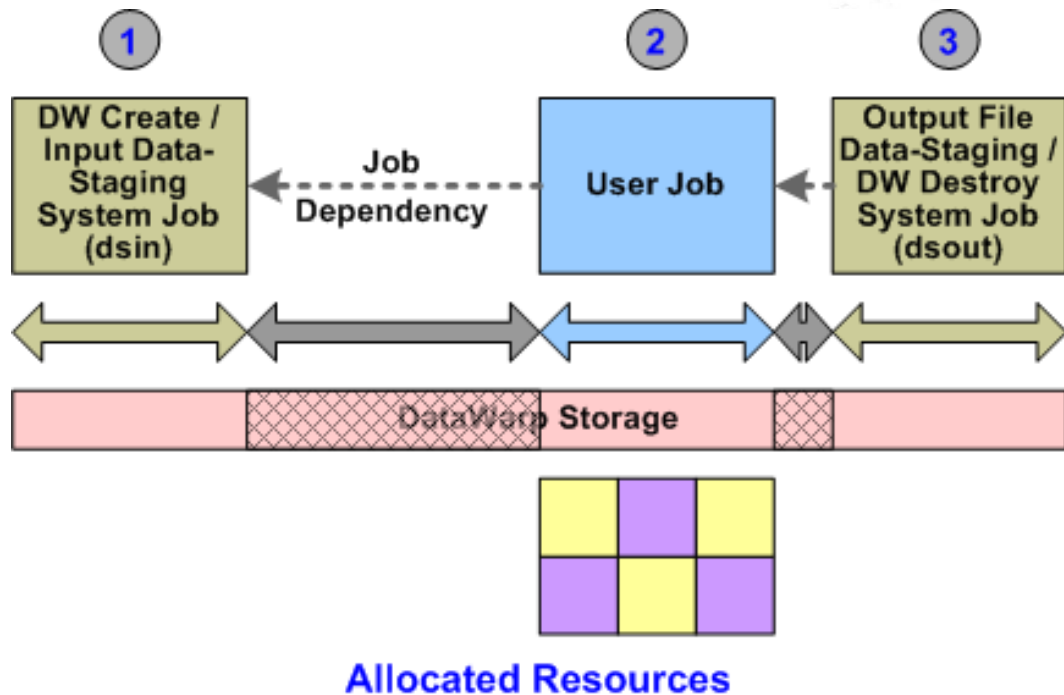 1
2
3
DW Create /
Input Data-
Staging
System Job
(dsin)
Job
Dependency
User Job
Output File
Data-Staging /
DW Destroy
System Job
(dsout)
DataWarp Storage
Allocated Resources